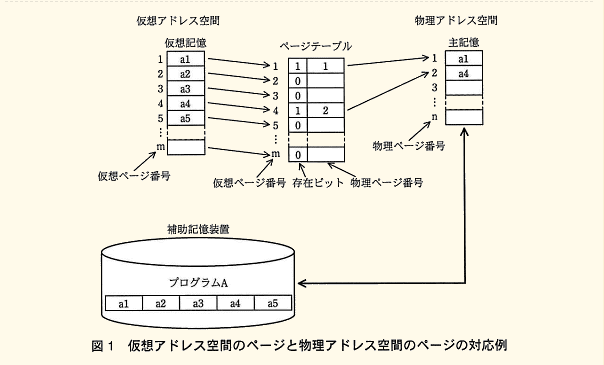 仮想アドレス空間
物理アドレス空間
仮想記憶
ページテーブル
主記憶
1 a1
2 a2
3 a3
4 a4
5 a5
⋮
m
仮想ページ番号
1 1 1
2 0
3 0
4 1 2
5 0
⋮
m 0
仮想ページ番号 存在ビット 物理ページ番号
1 a1
2 a4
3
⋮
n
物理ページ番号
補助記憶装置
プログラムA
a1 a2 a3 a4 a5
図1 仮想アドレス空間のページと物理アドレス空間のページの対応例